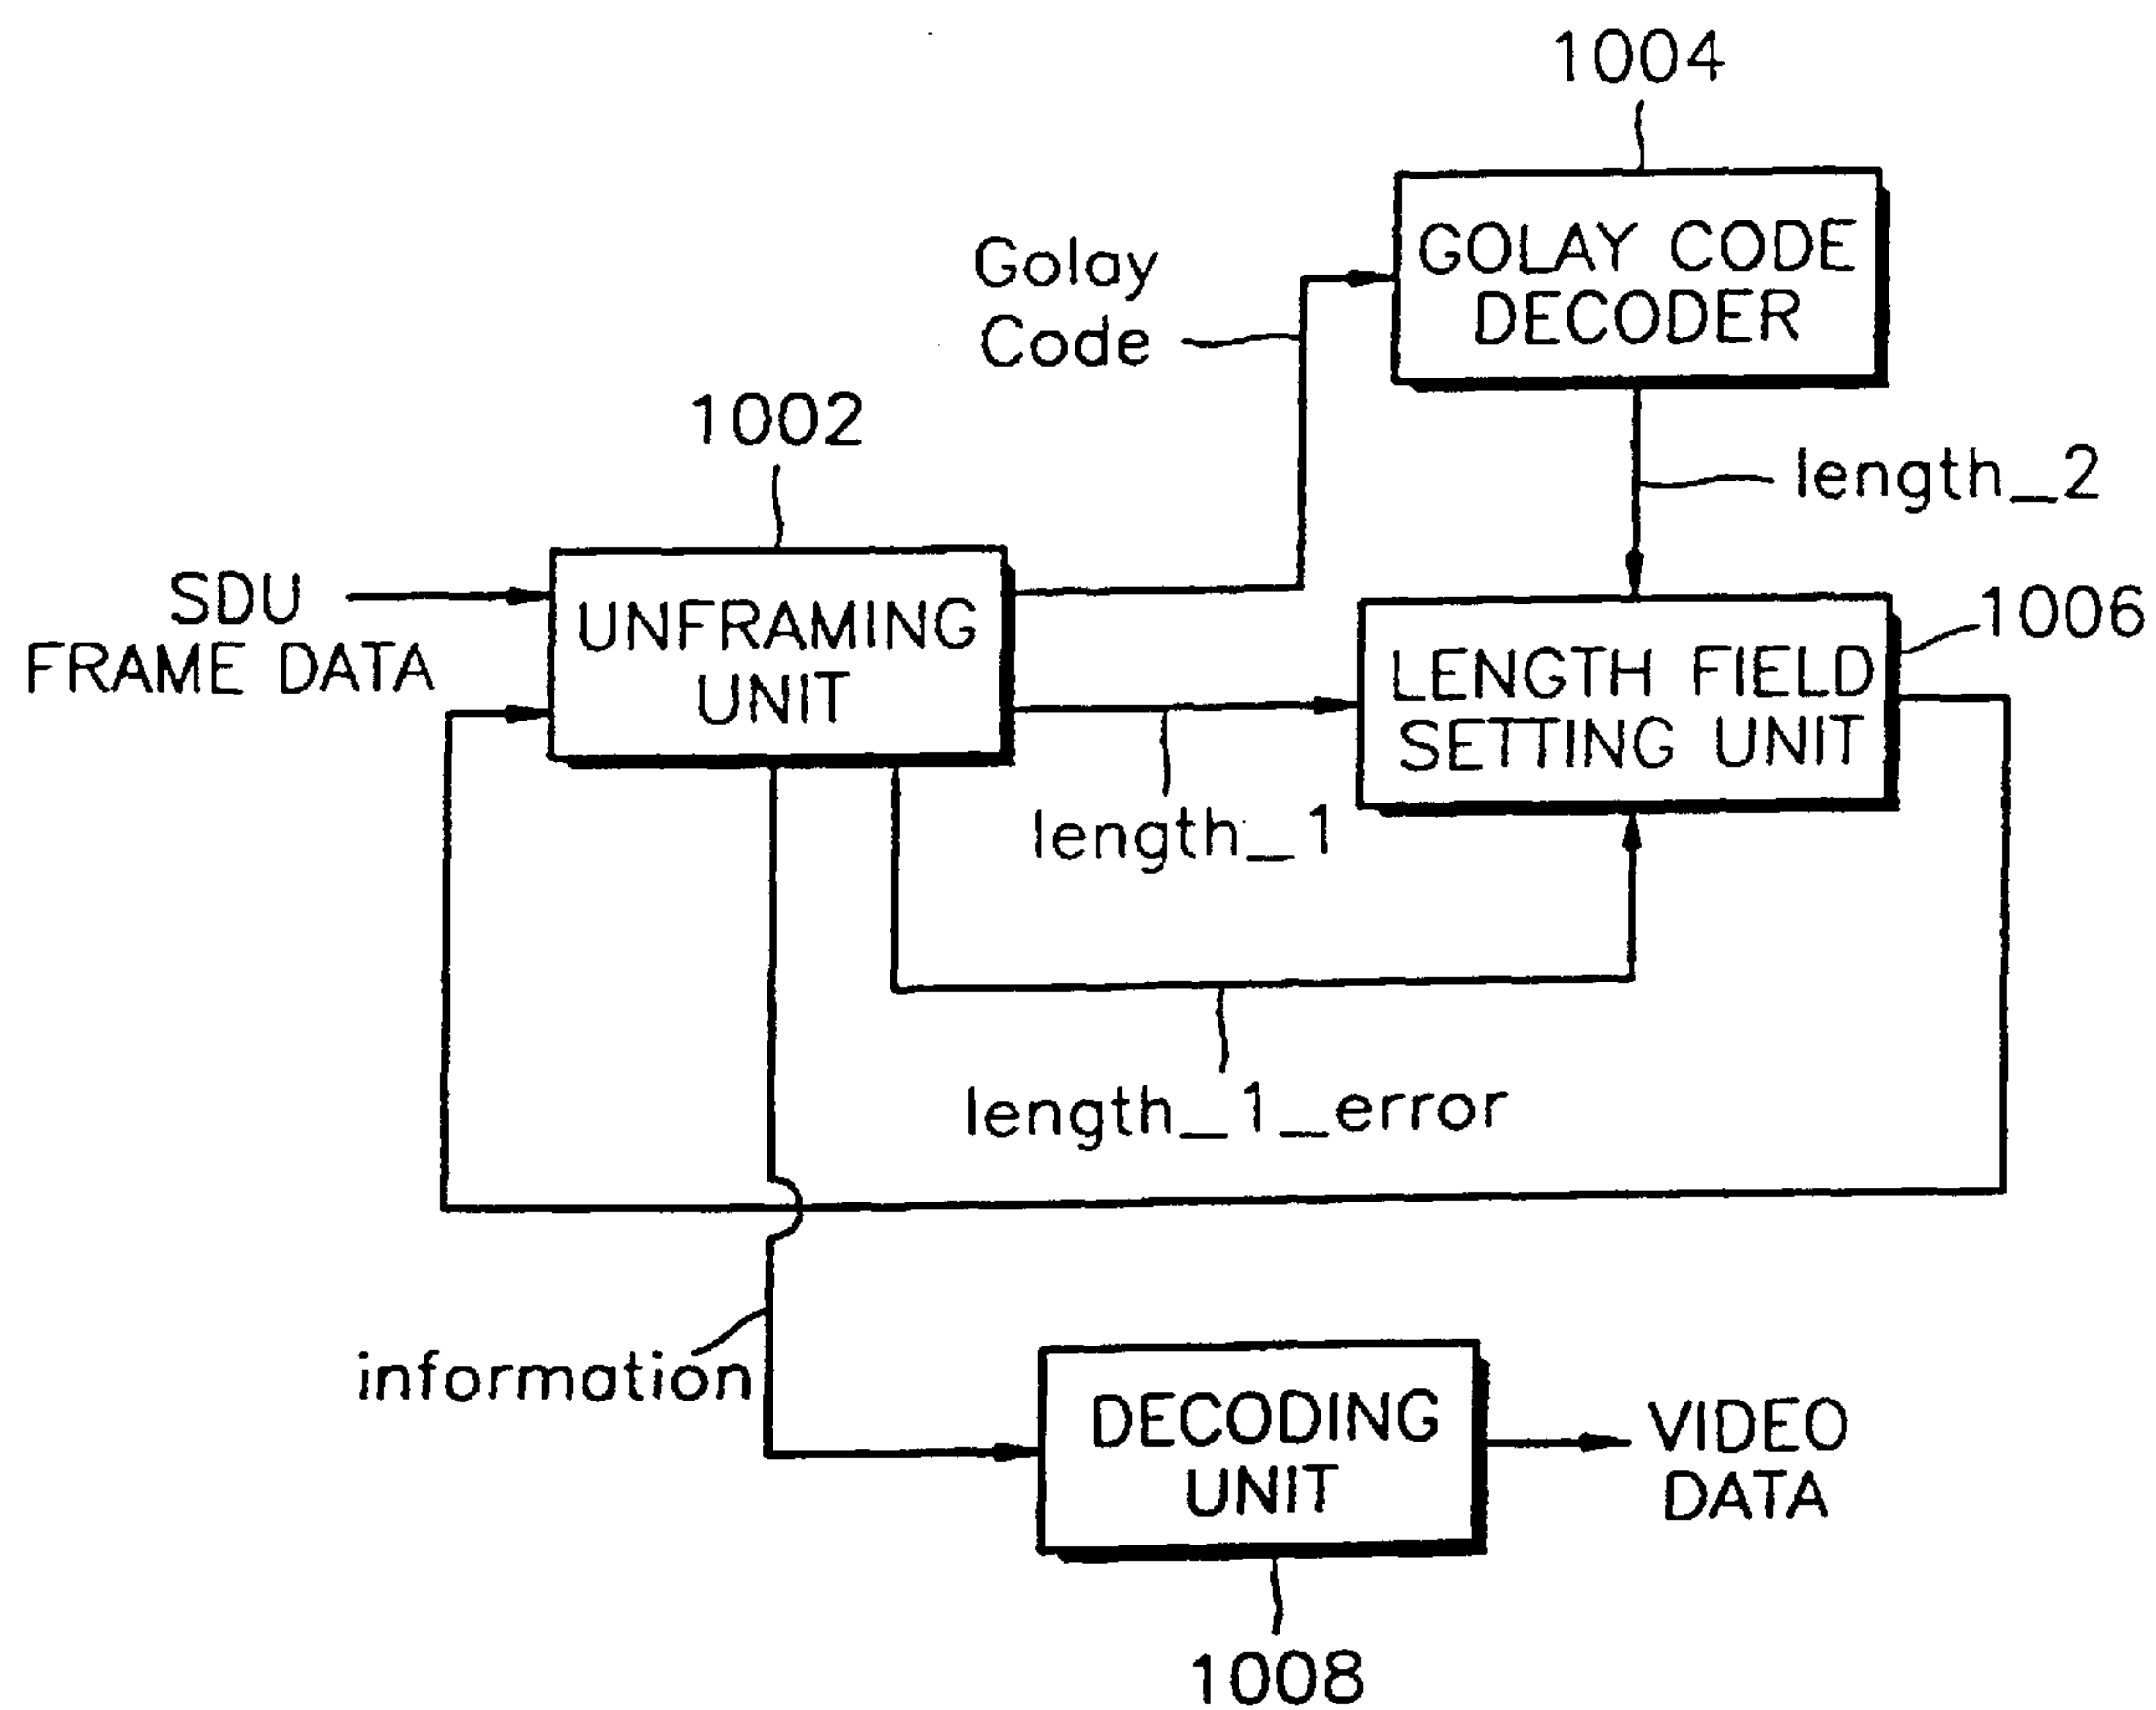 1004
GOLAY CODE
DECODER
Golay
Code
1002
length_2
SDU
FRAME DATA
UNFRAMING
UNIT
1006
LENGTH FIELD
SETTING UNIT
length_1
length_1_error
information
DECODING
UNIT
VIDEO
DATA
1008